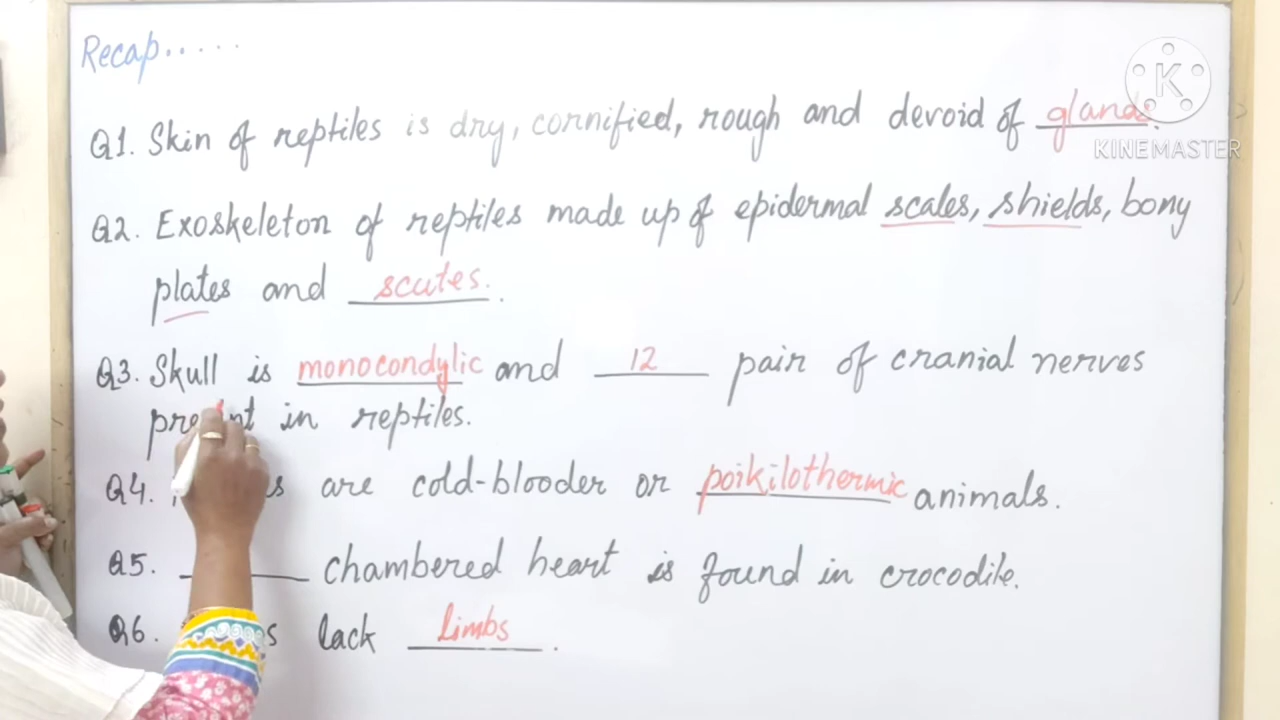 Recap.....
Q1. Skin of reptiles is dry, cornified, rough and devoid of glands.
K
KINEMASTER
Q2. Exoskeleton of reptiles made up of epidermal scales, shields, bony
plates and scutes.
Q3. Skull is monocondylic and 12 pair of cranial nerves
in reptiles.
Q4. are cold-blooder or poikilothermic animals.
Q5. chambered heart is found in crocodile.
Q6. lack limbs.